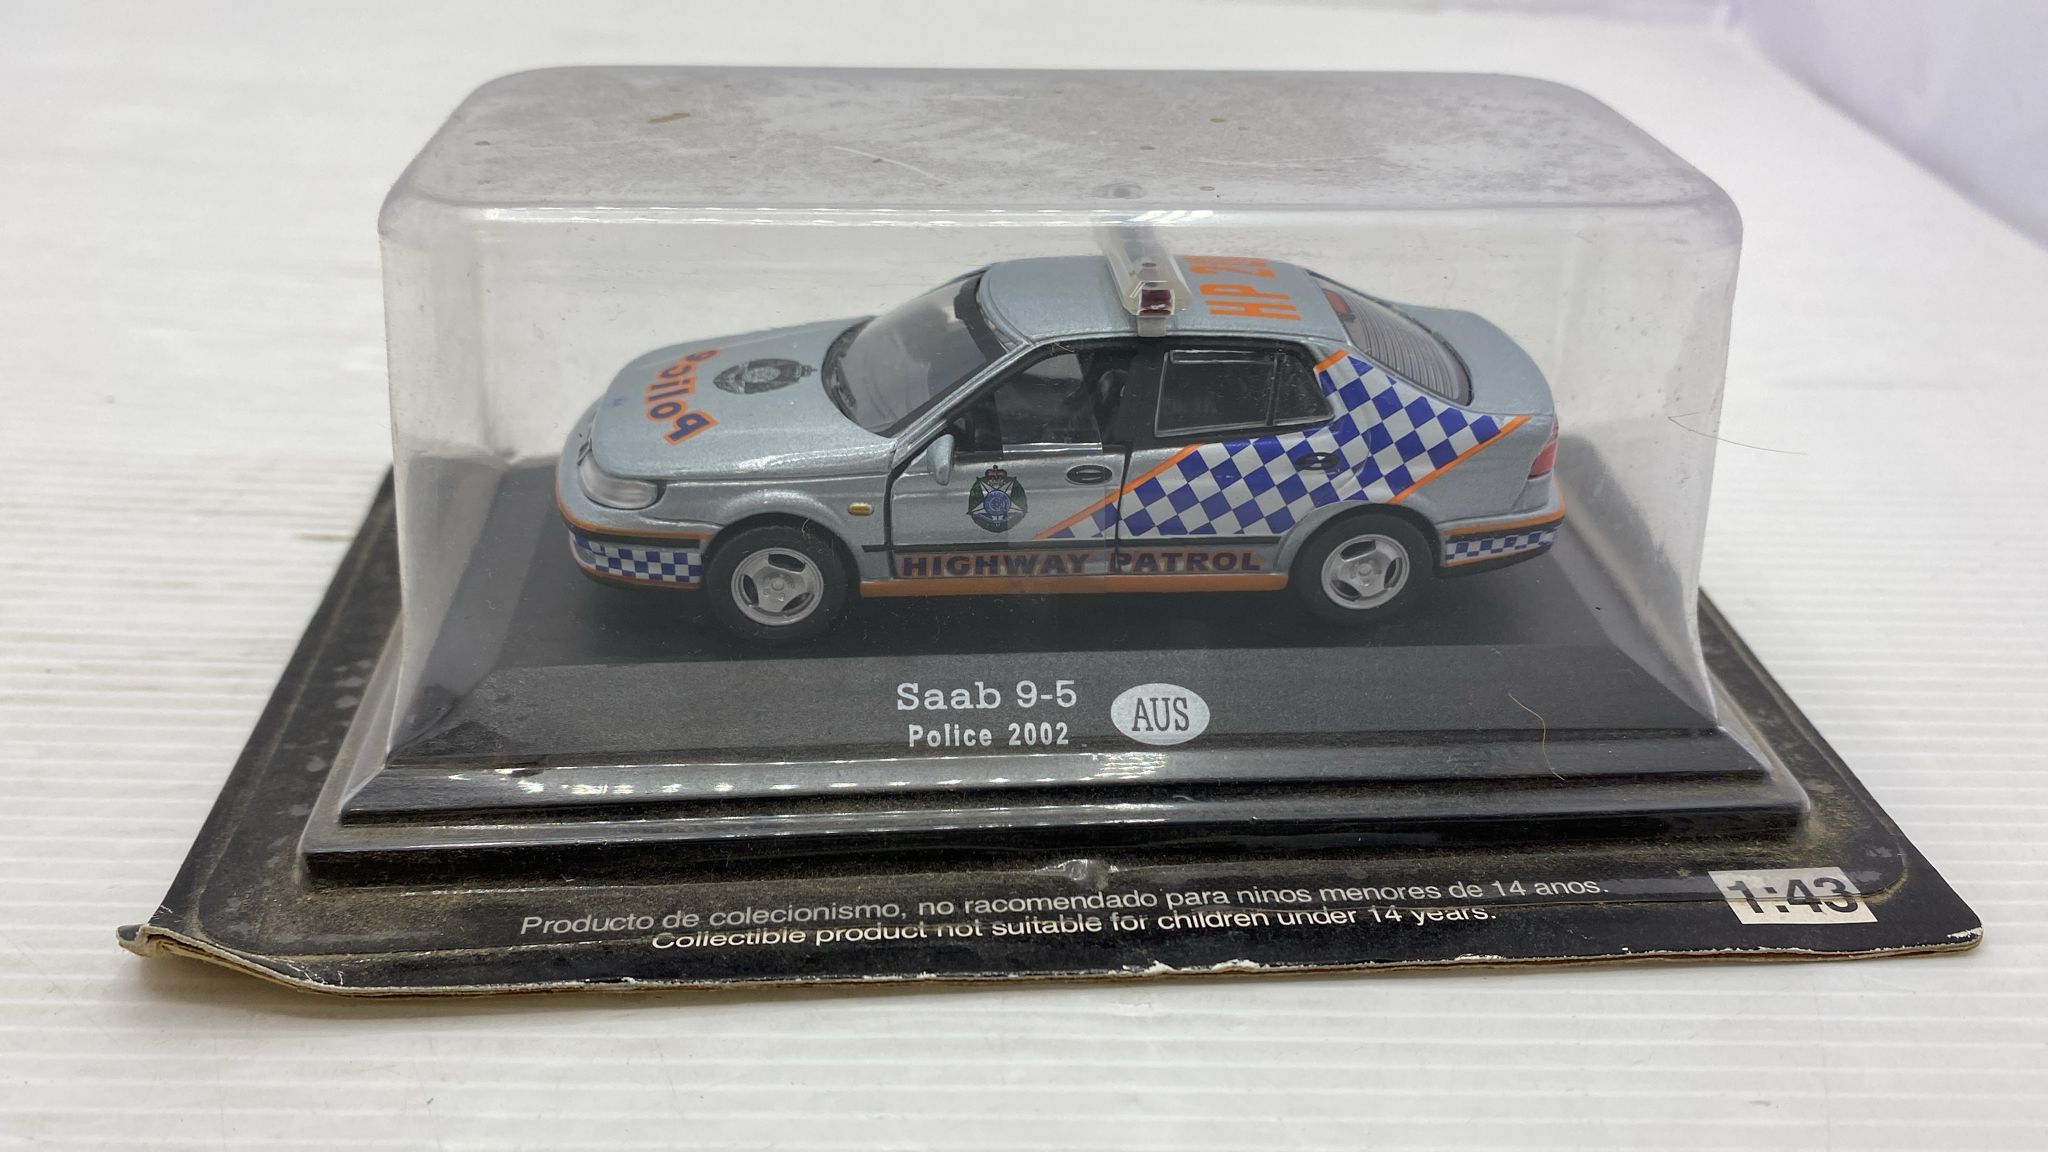 HP
Police
HIGHWAY PATROL
Saab 9-5
Police 2002
AUS
Producto de colecionismo, no racomendado para ninos menores de 14 anos.
Collectible product not suitable for children under 14 years.
1:43